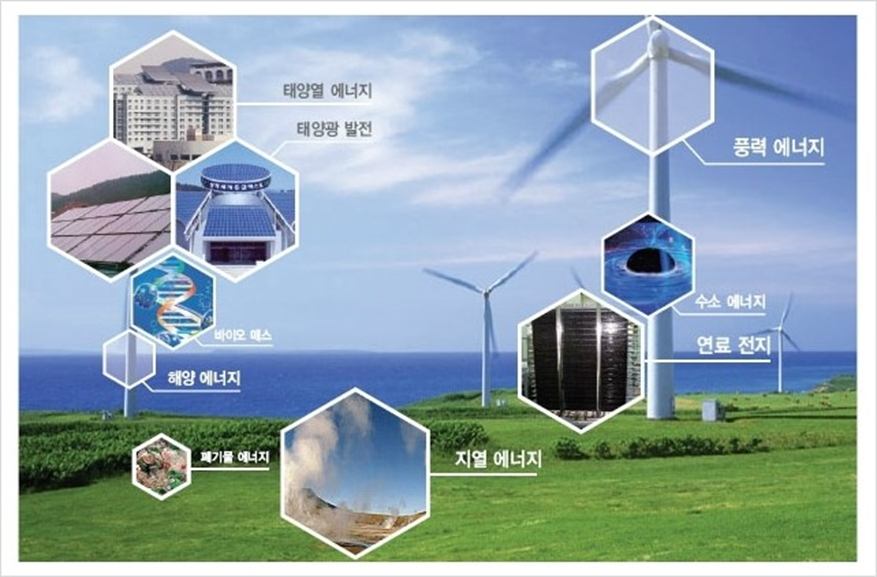 태양열 에너지
태양광 발전
풍력 에너지
수소 에너지
바이오 매스
연료 전지
해양 에너지
폐기물 에너지
지열 에너지